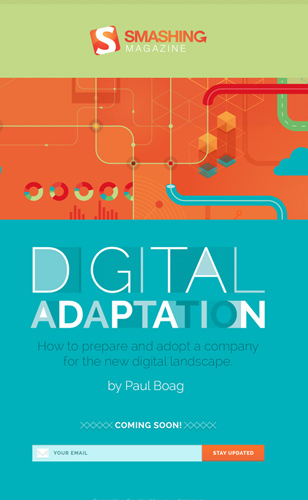 SMASHING
MAGAZINE
DIGITAL
ADAPTATION
How to prepare and adopt a company
for the new digital landscape.
by Paul Boag
COMING SOON!
YOUR EMAIL
STAY UPDATED